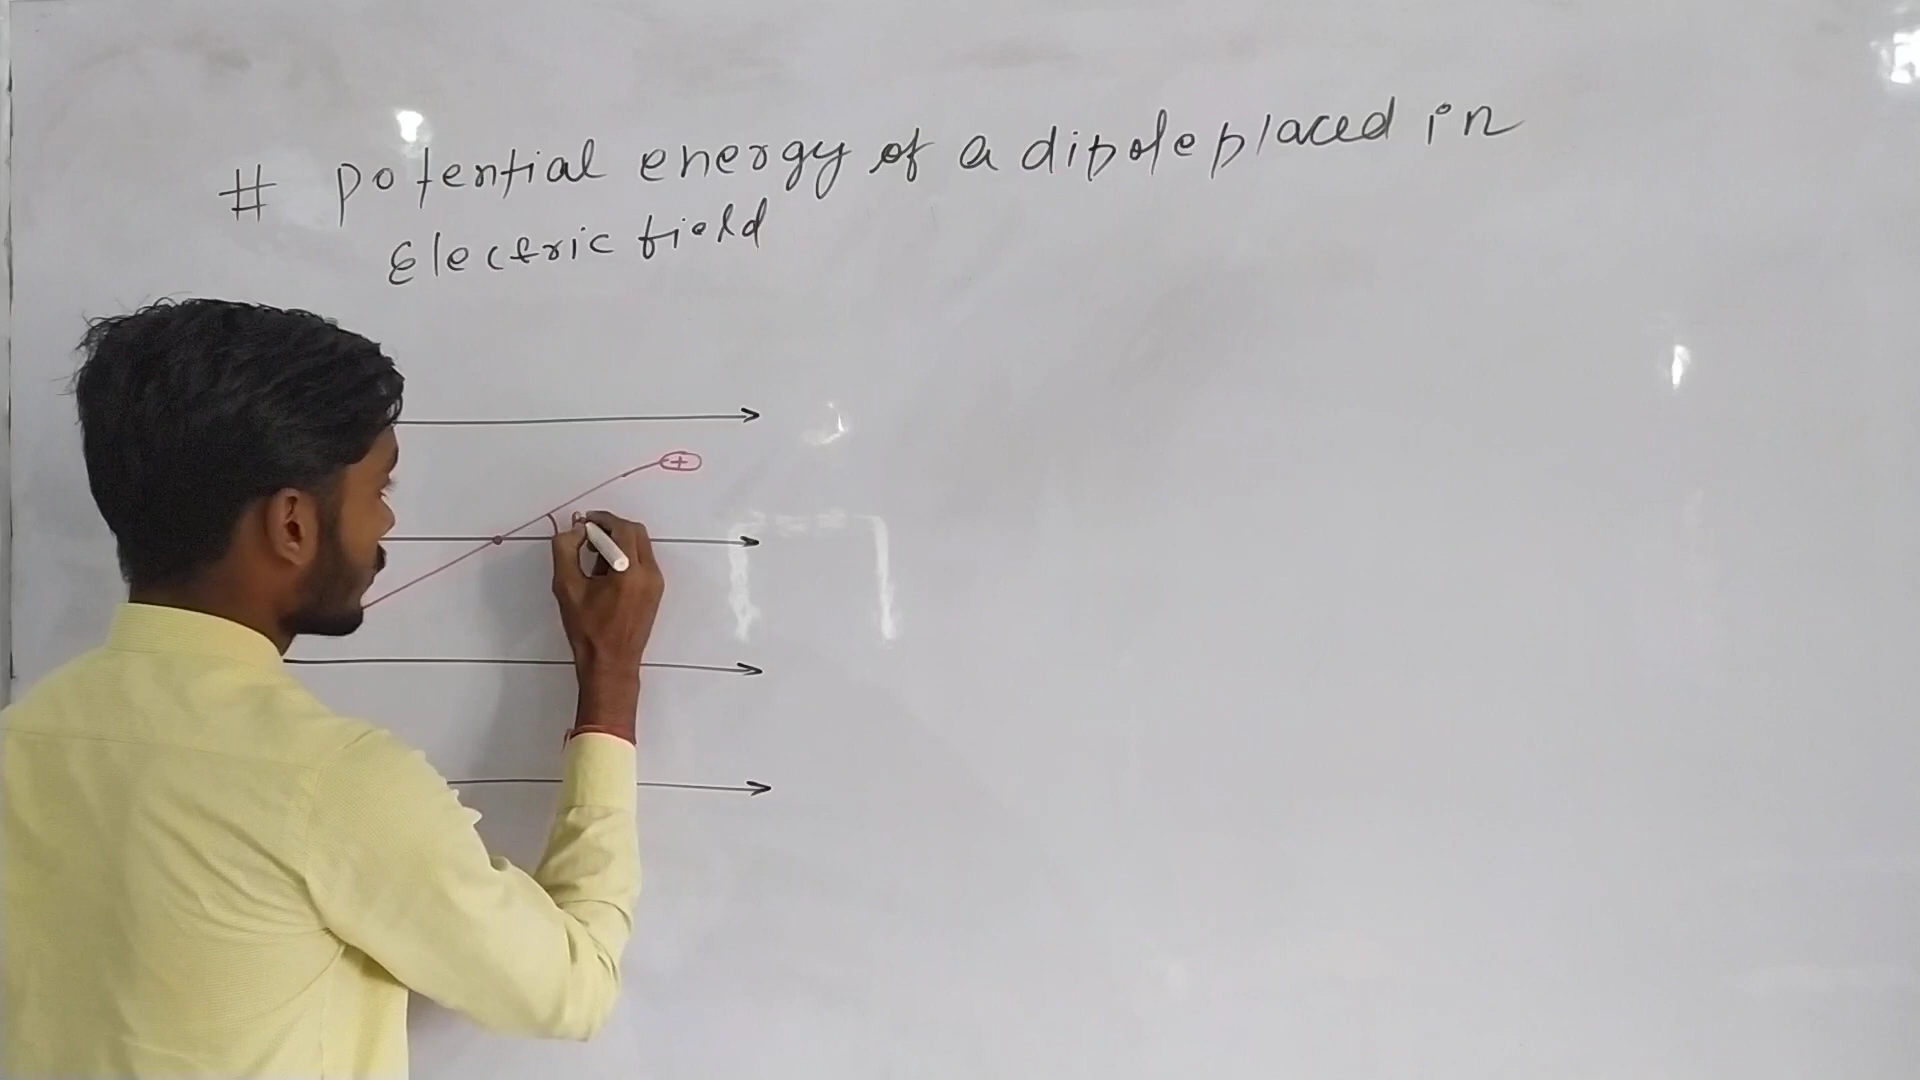 # Potential energy of a dipole placed in
Electric field
+